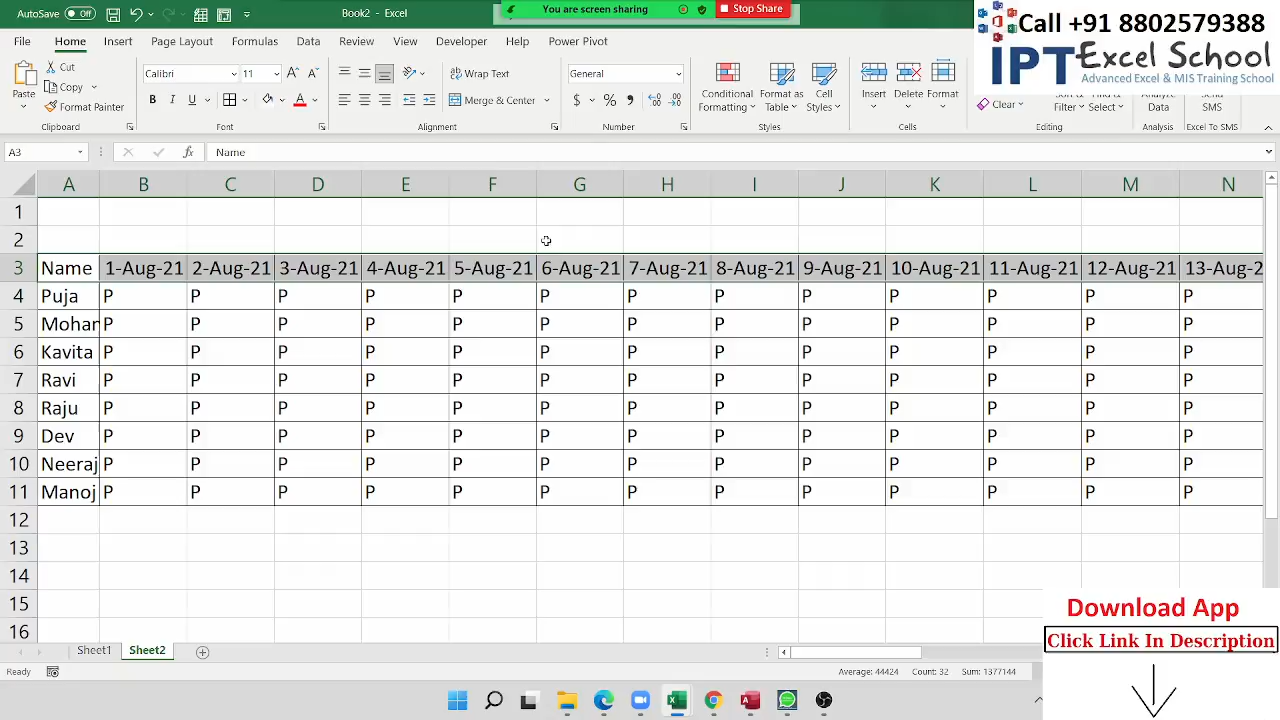 AutoSave Off Book2 - Excel You are screen sharing Stop Share
Call +91 8802579388
IPT Excel School
Advanced Excel & MIS Training School
File Home Insert Page Layout Formulas Data Review View Developer Help Power Pivot
Paste Cut Copy Format Painter
Calibri 11
Wrap Text
Merge & Center
General
Conditional Formatting Format as Table Cell Styles
Insert Delete Format
Clear Filter Select Data SMS
Clipboard Font Alignment Number Styles Cells Editing Analysis Excel To SMS
A3 fx Name
A B C D E F G H I J K L M N
1
2
3 Name 1-Aug-21 2-Aug-21 3-Aug-21 4-Aug-21 5-Aug-21 6-Aug-21 7-Aug-21 8-Aug-21 9-Aug-21 10-Aug-21 11-Aug-21 12-Aug-21 13-Aug-2
4 Puja P P P P P P P P P P P P P
5 Mohan P P P P P P P P P P P P P
6 Kavita P P P P P P P P P P P P P
7 Ravi P P P P P P P P P P P P P
8 Raju P P P P P P P P P P P P P
9 Dev P P P P P P P P P P P P P
10 Neeraj P P P P P P P P P P P P P
11 Manoj P P P P P P P P P P P P P
12
13
14
15
16
Download App
Click Link In Description
Sheet1 Sheet2
Ready Average: 44424 Count: 32 Sum: 1377144